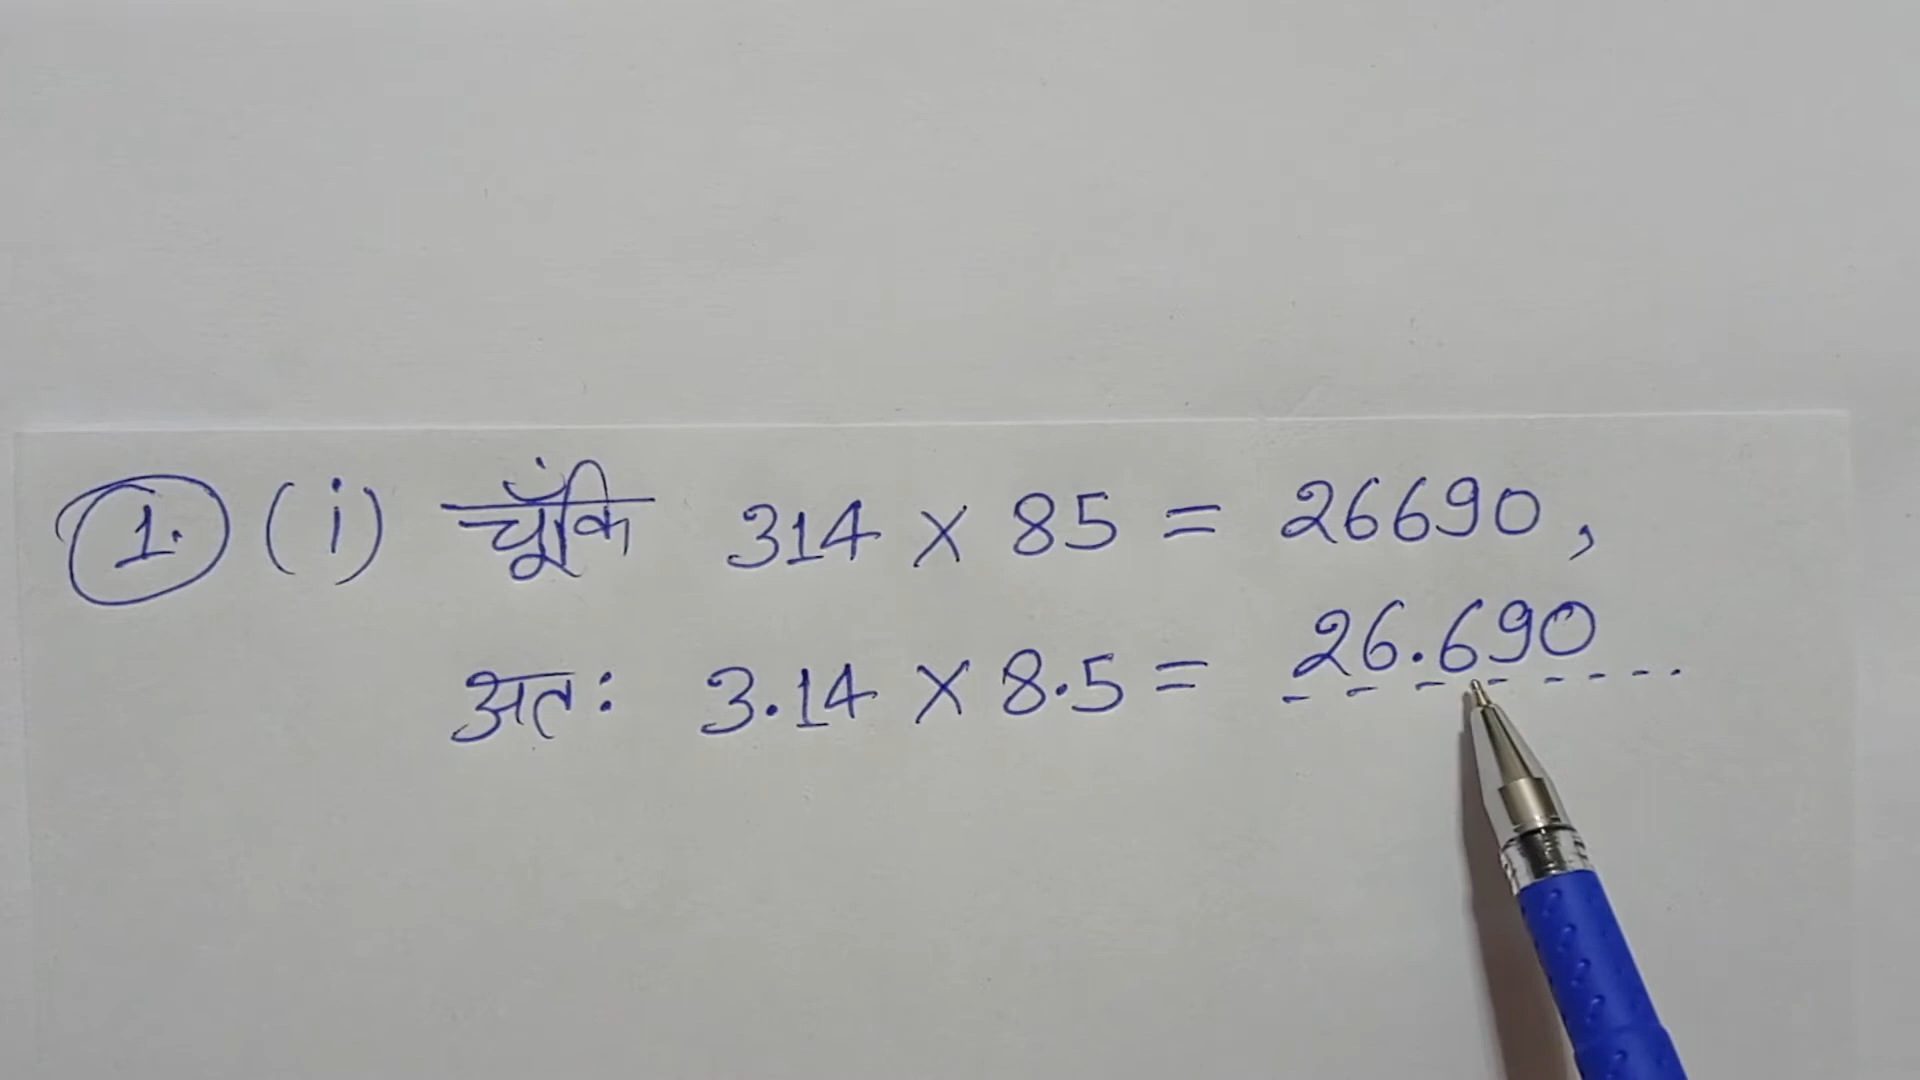 1. (i) चूँकि 314 × 85 = 26690,
अतः 3.14 × 8.5 = 26.690